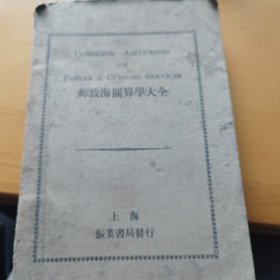 COMPLETE ARITHMETIC
FOR
POSTAL & CUSTOMS SERVICES
郵政海關算學大全
上海
振業書局發行